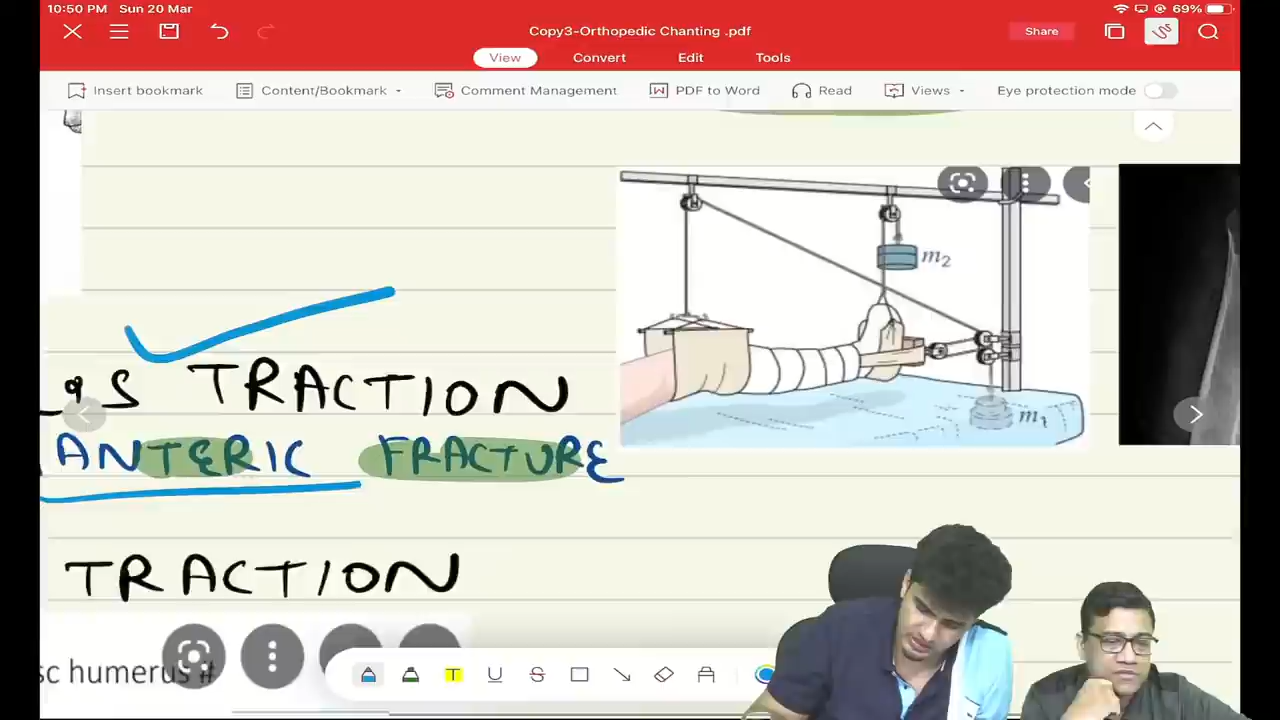 10:50 PM Sun 20 Mar
69%
Copy3-Orthopedic Chanting .pdf
Share
View Convert Edit Tools
Insert bookmark Content/Bookmark Comment Management PDF to Word Read Views Eye protection mode
m2
m1
TRACTION
ANTERIC FRACTURE
TRACTION
sc humerus #
T U S